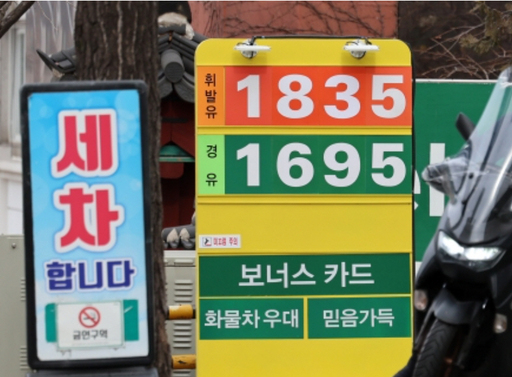 세
차
합니다
금연구역
휘발유
1835
경유
1695
보너스 카드
화물차우대
믿음가득